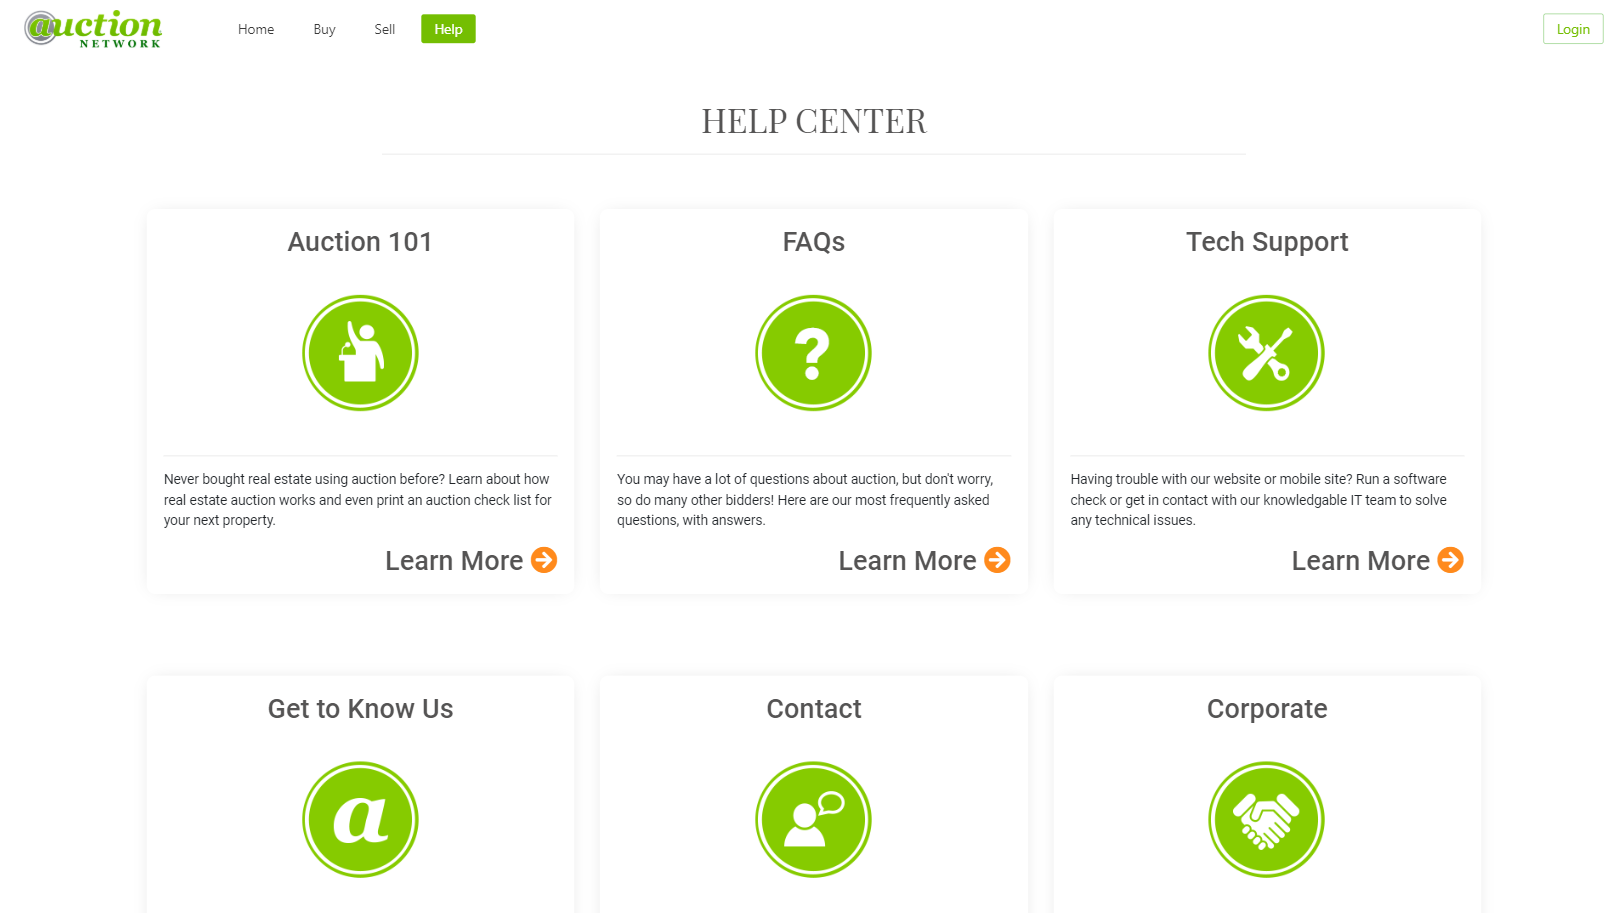 auction
NETWORK
Home
Buy
Sell
Help
Login
HELP CENTER
Auction 101
Never bought real estate using auction before? Learn about how
real estate auction works and even print an auction check list for
your next property.
Learn More
FAQs
?
You may have a lot of questions about auction, but don't worry,
so do many other bidders! Here are our most frequently asked
questions, with answers.
Learn More
Tech Support
Having trouble with our website or mobile site? Run a software
check or get in contact with our knowledgable IT team to solve
any technical issues.
Learn More
Get to Know Us
a
Contact
Corporate